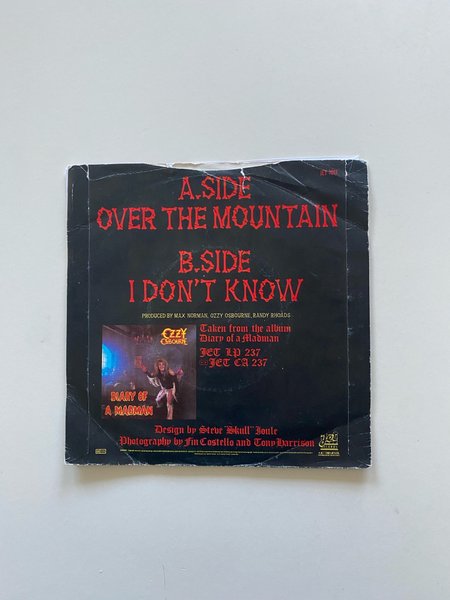 A.SIDE
OVER THE MOUNTAIN
B.SIDE
I DON'T KNOW
PRODUCED BY MAX NORMAN, OZZY OSBOURNE, RANDY RHOADS
OZZY
OSBOURNE
DIARY OF
A MADMAN
Taken from the album
Diary of a Madman
JET LP 237
JET CA 237
Design by Steve "Skull" Joule
Photography by Fin Costello and Tony Harrison